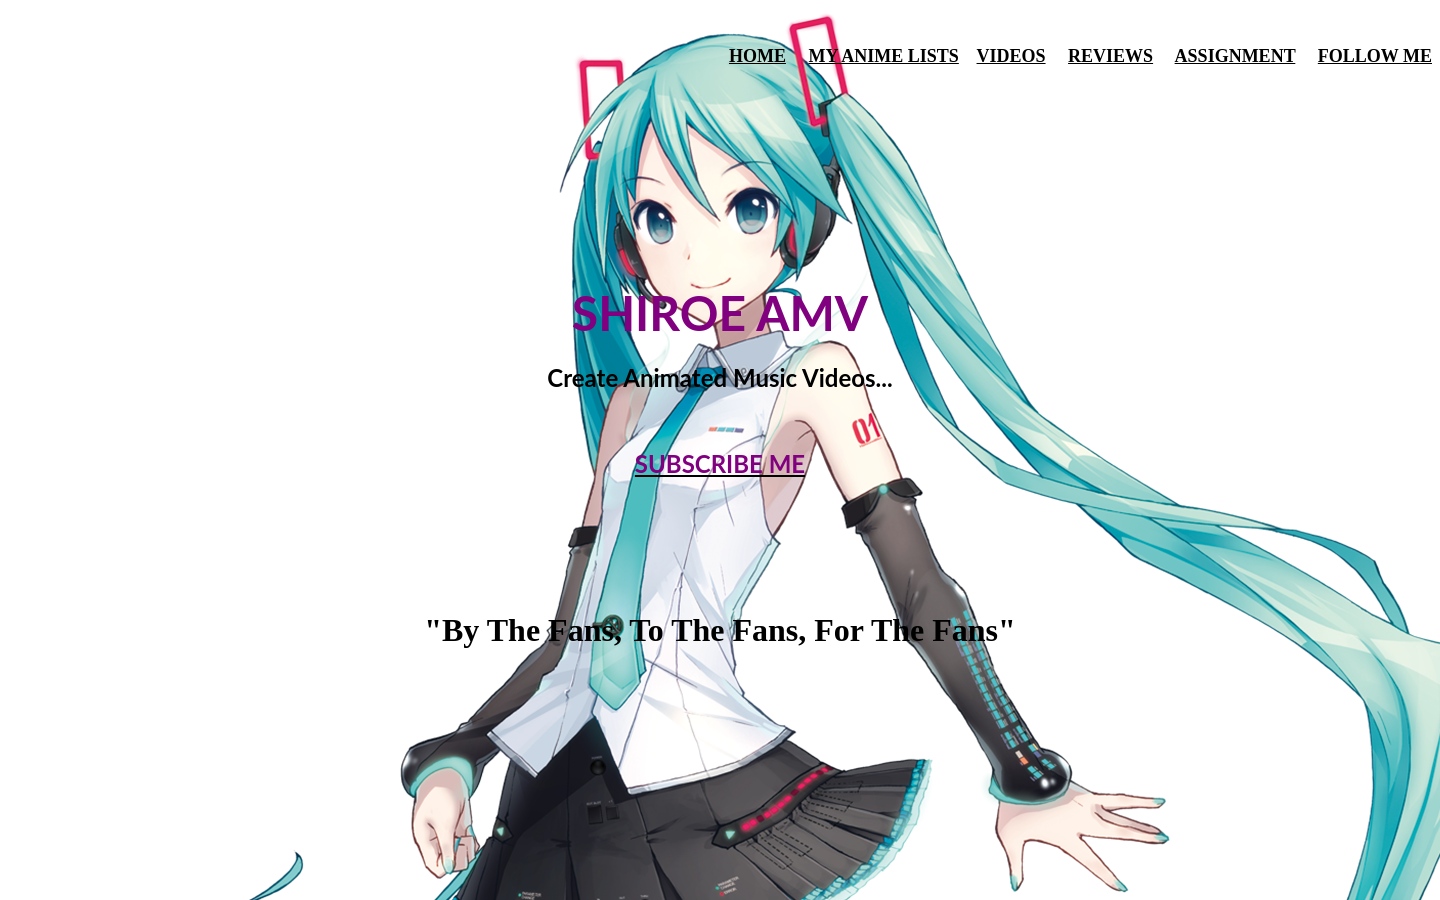 HOME MY ANIME LISTS VIDEOS REVIEWS ASSIGNMENT FOLLOW ME
SHIROE AMV
Create Animated Music Videos...
01
SUBSCRIBE ME
"By The Fans, To The Fans, For The Fans"